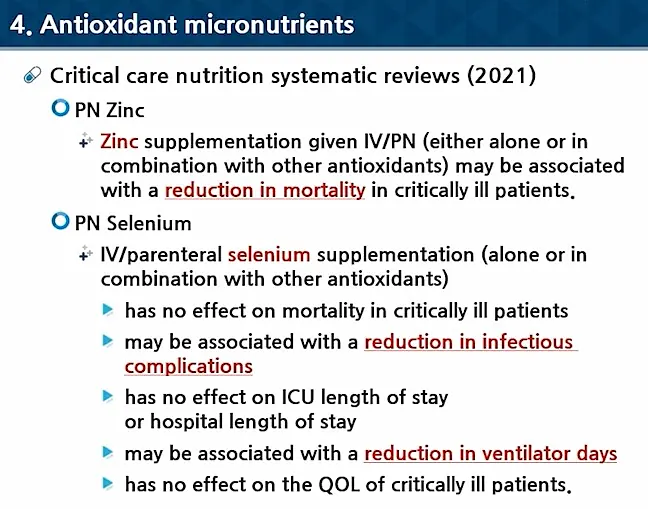 4. Antioxidant micronutrients
Critical care nutrition systematic reviews (2021)
PN Zinc
Zinc supplementation given IV/PN (either alone or in
combination with other antioxidants) may be associated
with a reduction in mortality in critically ill patients.
PN Selenium
IV/parenteral selenium supplementation (alone or in
combination with other antioxidants)
has no effect on mortality in critically ill patients
may be associated with a reduction in infectious
complications
has no effect on ICU length of stay
or hospital length of stay
may be associated with a reduction in ventilator days
has no effect on the QOL of critically ill patients.